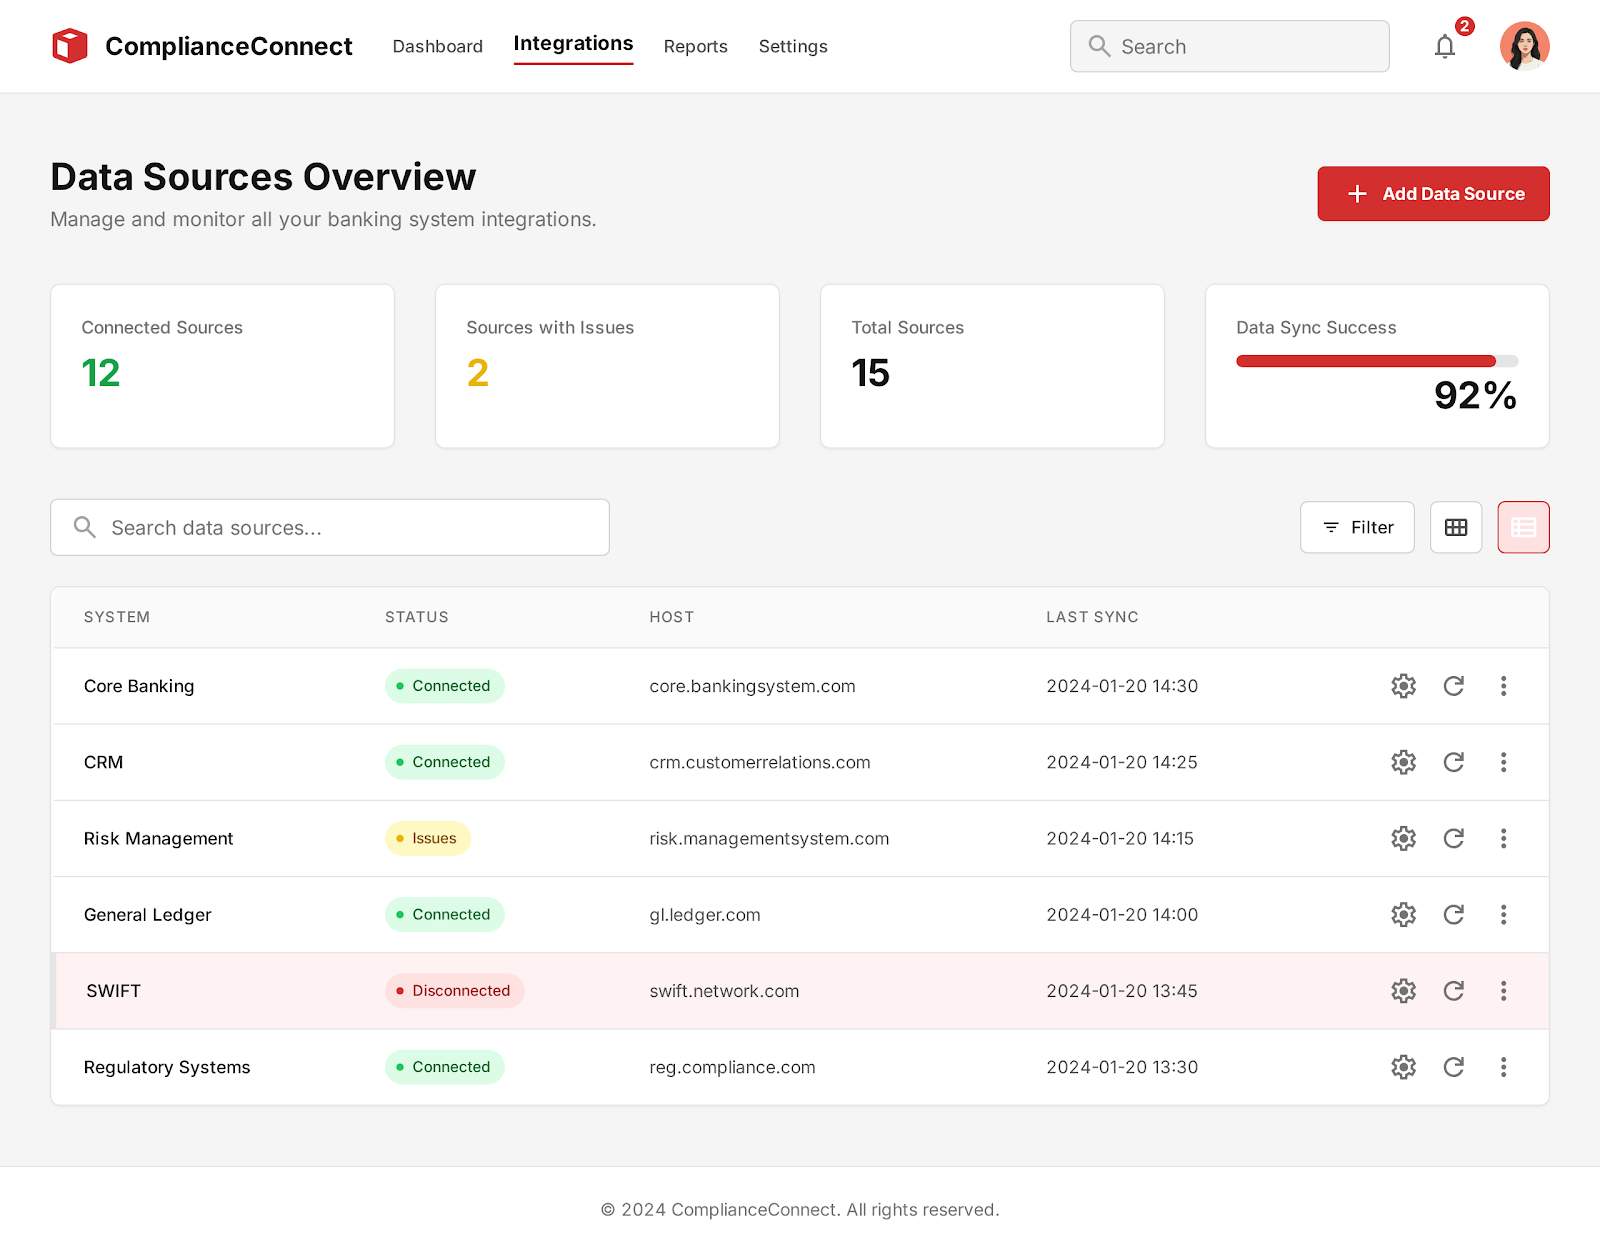 ComplianceConnect Dashboard Integrations Reports Settings Search 2
Data Sources Overview
Manage and monitor all your banking system integrations.
Add Data Source
Connected Sources
12
Sources with Issues
2
Total Sources
15
Data Sync Success
92%
Search data sources...
Filter
SYSTEM STATUS HOST LAST SYNC
Core Banking Connected core.bankingsystem.com 2024-01-20 14:30
CRM Connected crm.customerrelations.com 2024-01-20 14:25
Risk Management Issues risk.managementsystem.com 2024-01-20 14:15
General Ledger Connected gl.ledger.com 2024-01-20 14:00
SWIFT Disconnected swift.network.com 2024-01-20 13:45
Regulatory Systems Connected reg.compliance.com 2024-01-20 13:30
© 2024 ComplianceConnect. All rights reserved.